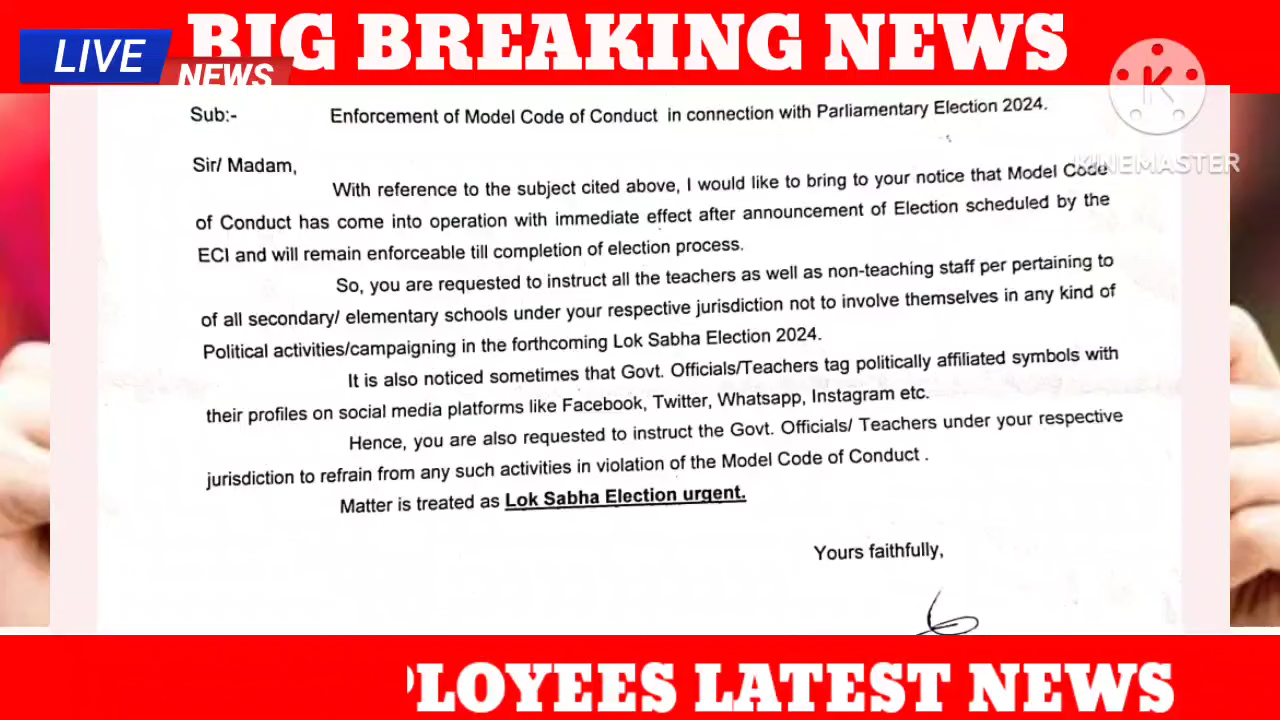 BIG BREAKING NEWS
LIVE
NEWS
KINEMASTER
Sub:- Enforcement of Model Code of Conduct in connection with Parliamentary Election 2024.
Sir/ Madam,
With reference to the subject cited above, I would like to bring to your notice that Model Code
of Conduct has come into operation with immediate effect after announcement of Election scheduled by the
ECI and will remain enforceable till completion of election process.
So, you are requested to instruct all the teachers as well as non-teaching staff per pertaining to
of all secondary/ elementary schools under your respective jurisdiction not to involve themselves in any kind of
Political activities/campaigning in the forthcoming Lok Sabha Election 2024.
It is also noticed sometimes that Govt. Officials/Teachers tag politically affiliated symbols with
their profiles on social media platforms like Facebook, Twitter, Whatsapp, Instagram etc.
Hence, you are also requested to instruct the Govt. Officials/ Teachers under your respective
jurisdiction to refrain from any such activities in violation of the Model Code of Conduct .
Matter is treated as Lok Sabha Election urgent.
Yours faithfully,
PLOYEES LATEST NEWS